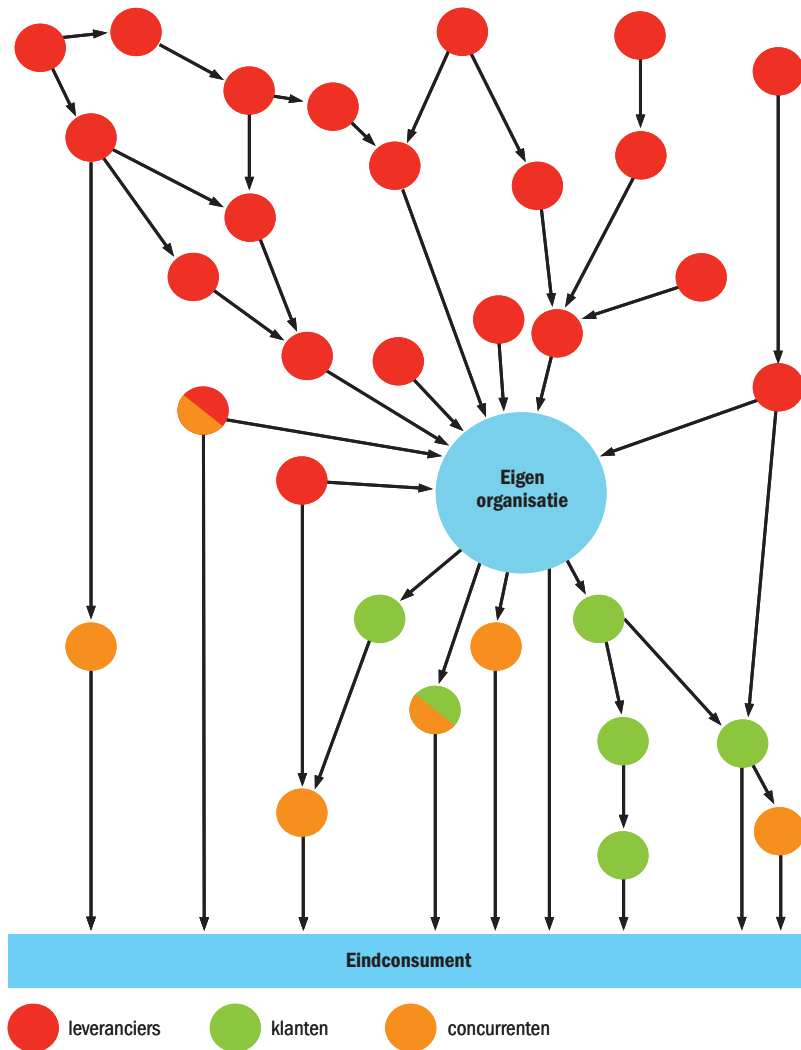 Eigen
organisatie
Eindconsument
leveranciers
klanten
concurrenten